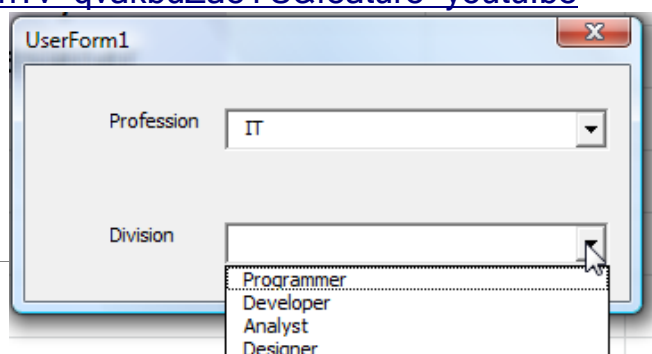 UserForm1
Profession
IT
Division
Programmer
Developer
Analyst
Designer